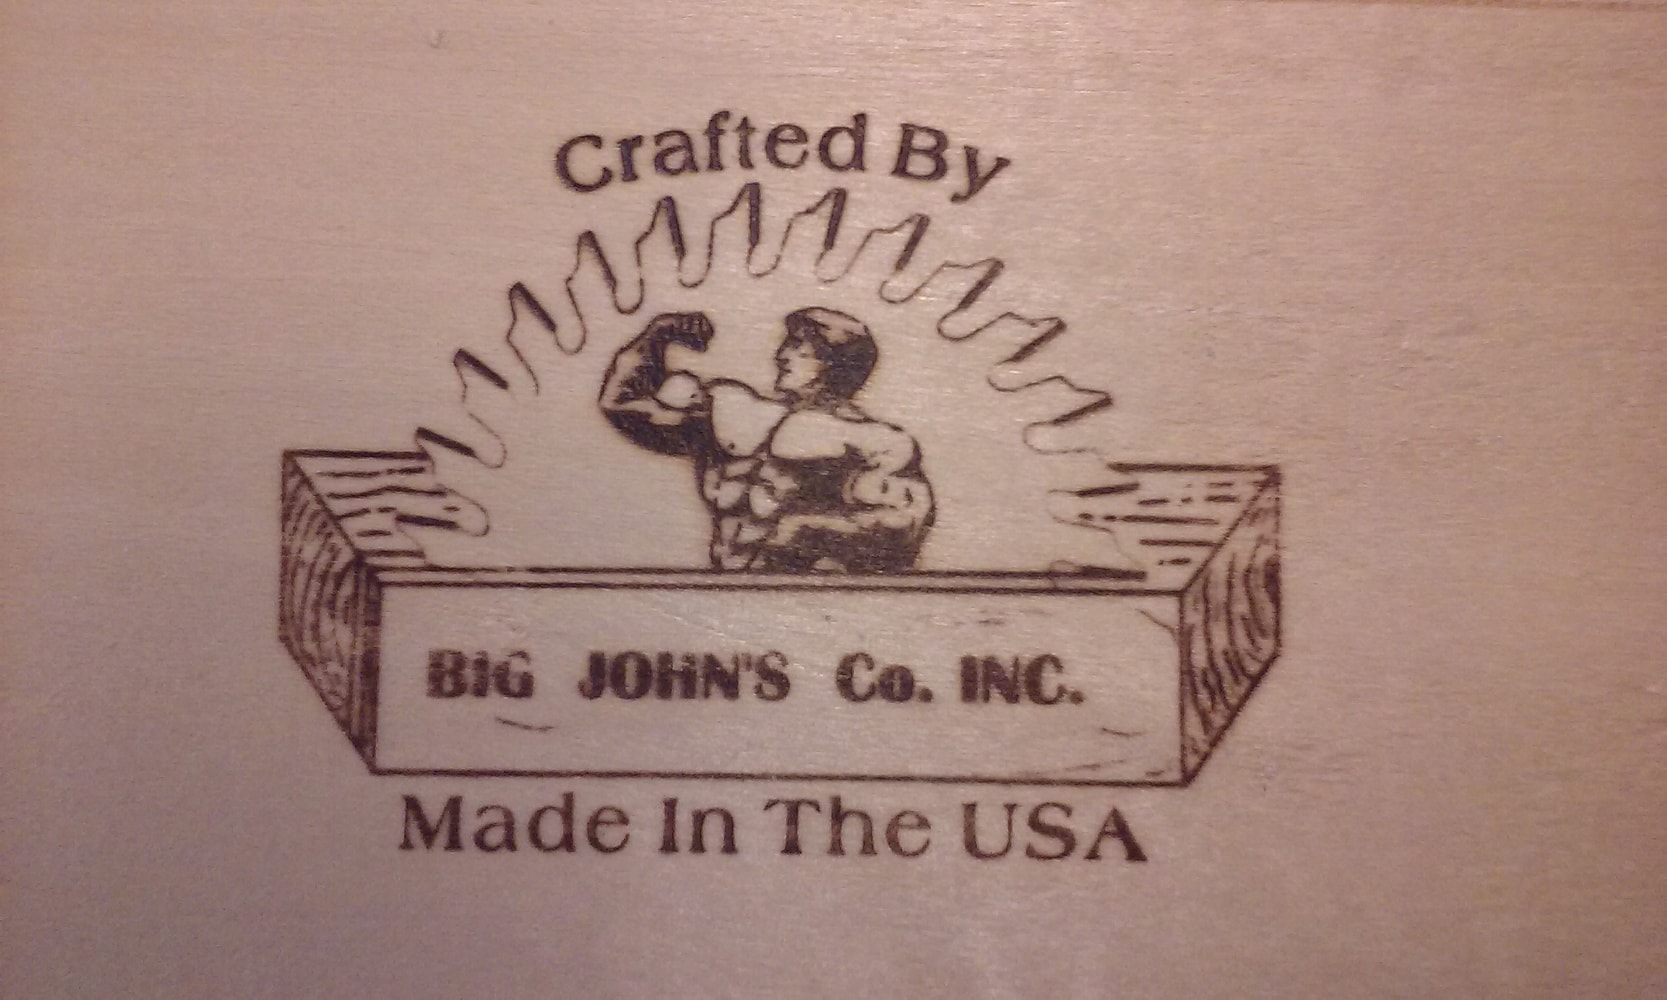 Crafted By
BIG JOHN'S Co. INC.
Made In The USA